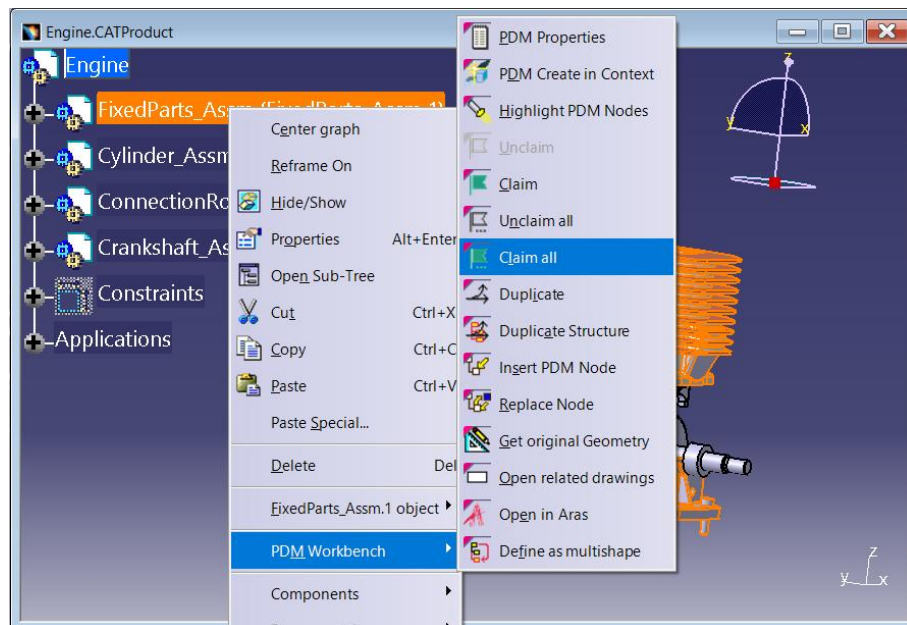 Engine.CATProduct
Engine
FixedParts_Assm (FixedParts_Assm.1)
Cylinder_Assm
ConnectionRo
Crankshaft_As
Constraints
Applications
Center graph
Reframe On
Hide/Show
Properties Alt+Enter
Open Sub-Tree
Cut Ctrl+X
Copy Ctrl+C
Paste Ctrl+V
Paste Special...
Delete Del
FixedParts_Assm.1 object
PDM Workbench
Components
PDM Properties
PDM Create in Context
Highlight PDM Nodes
Unclaim
Claim
Unclaim all
Claim all
Duplicate
Duplicate Structure
Insert PDM Node
Replace Node
Get original Geometry
Open related drawings
Open in Aras
Define as multishape
z
y
x
z
y
x